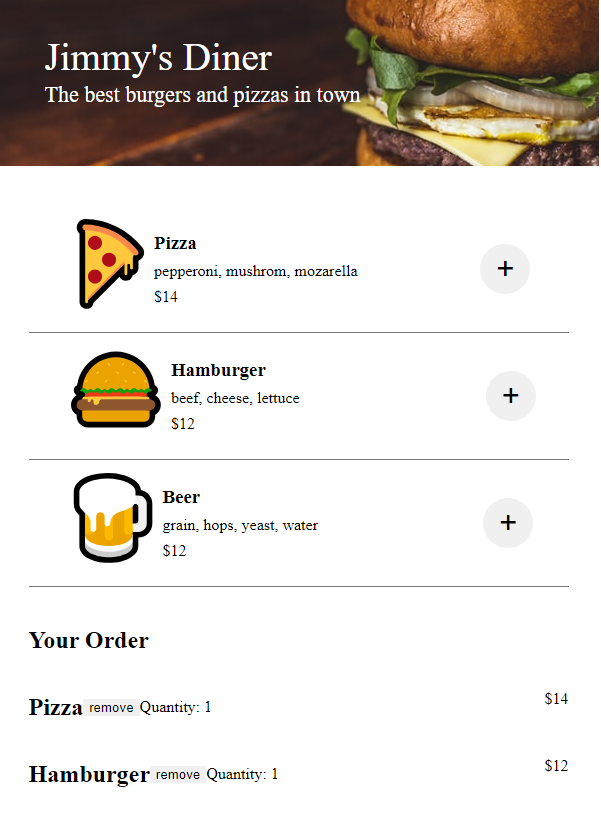 Jimmy's Diner
The best burgers and pizzas in town
Pizza
pepperoni, mushrom, mozarella
$14
+
Hamburger
beef, cheese, lettuce
$12
+
Beer
grain, hops, yeast, water
$12
+
Your Order
Pizza remove Quantity: 1 $14
Hamburger remove Quantity: 1 $12